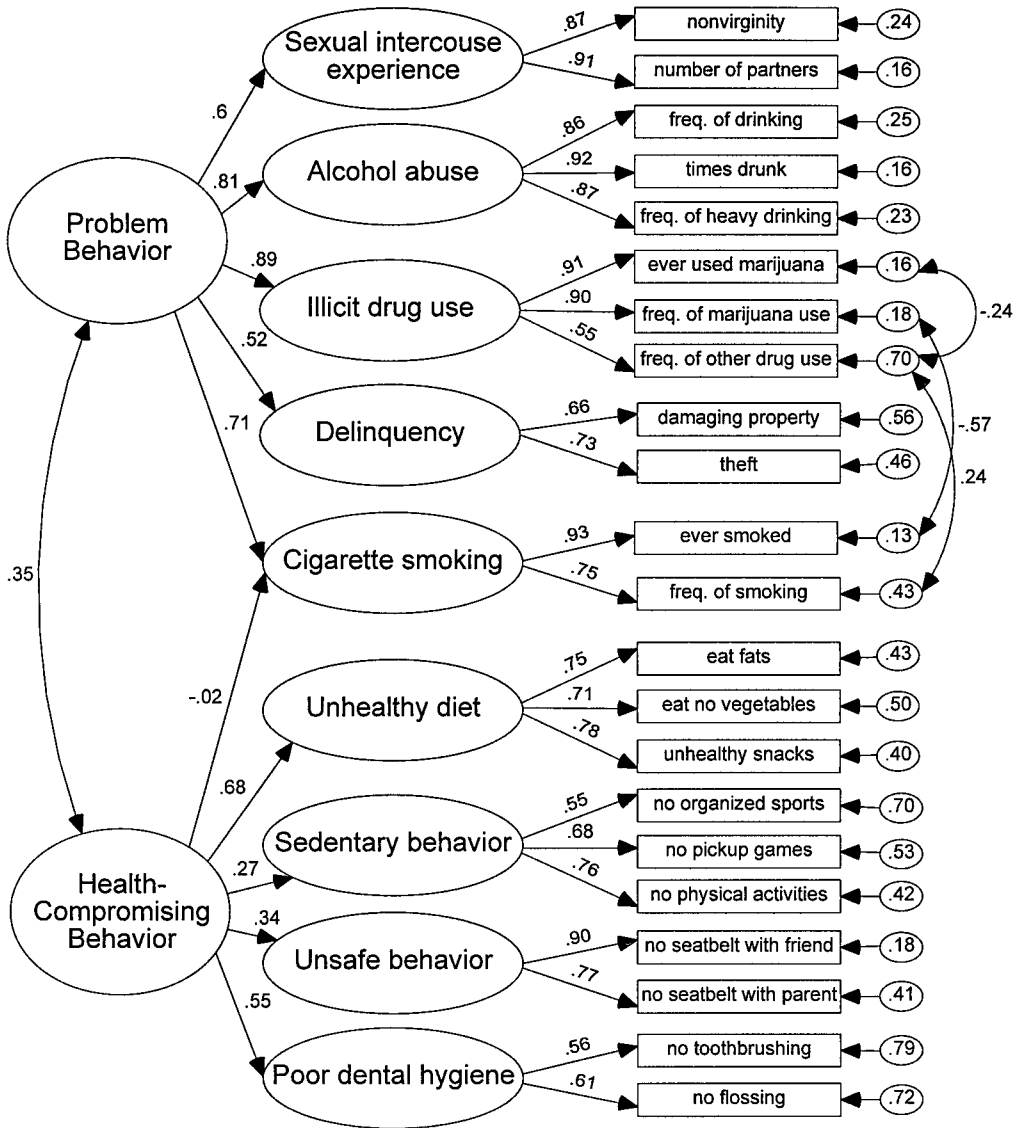 Sexual intercouse
experience
.87
nonvirginity
.24
.91
number of partners
.16
.6
.81
Alcohol abuse
.86
freq. of drinking
.25
.92
times drunk
.16
.87
freq. of heavy drinking
.23
Problem
Behavior
.89
Illicit drug use
.91
ever used marijuana
.16
.90
freq. of marijuana use
.18
-.24
.55
freq. of other drug use
.70
.52
.71
Delinquency
.66
damaging property
.56
-.57
.73
theft
.46
.24
.35
Cigarette smoking
.93
ever smoked
.13
.75
freq. of smoking
.43
-.02
Unhealthy diet
.75
eat fats
.43
.71
eat no vegetables
.50
.78
unhealthy snacks
.40
.68
Sedentary behavior
.55
no organized sports
.70
.68
no pickup games
.53
.76
no physical activities
.42
.27
Health-
Compromising
Behavior
.34
Unsafe behavior
.90
no seatbelt with friend
.18
.77
no seatbelt with parent
.41
.55
Poor dental hygiene
.56
no toothbrushing
.79
.61
no flossing
.72